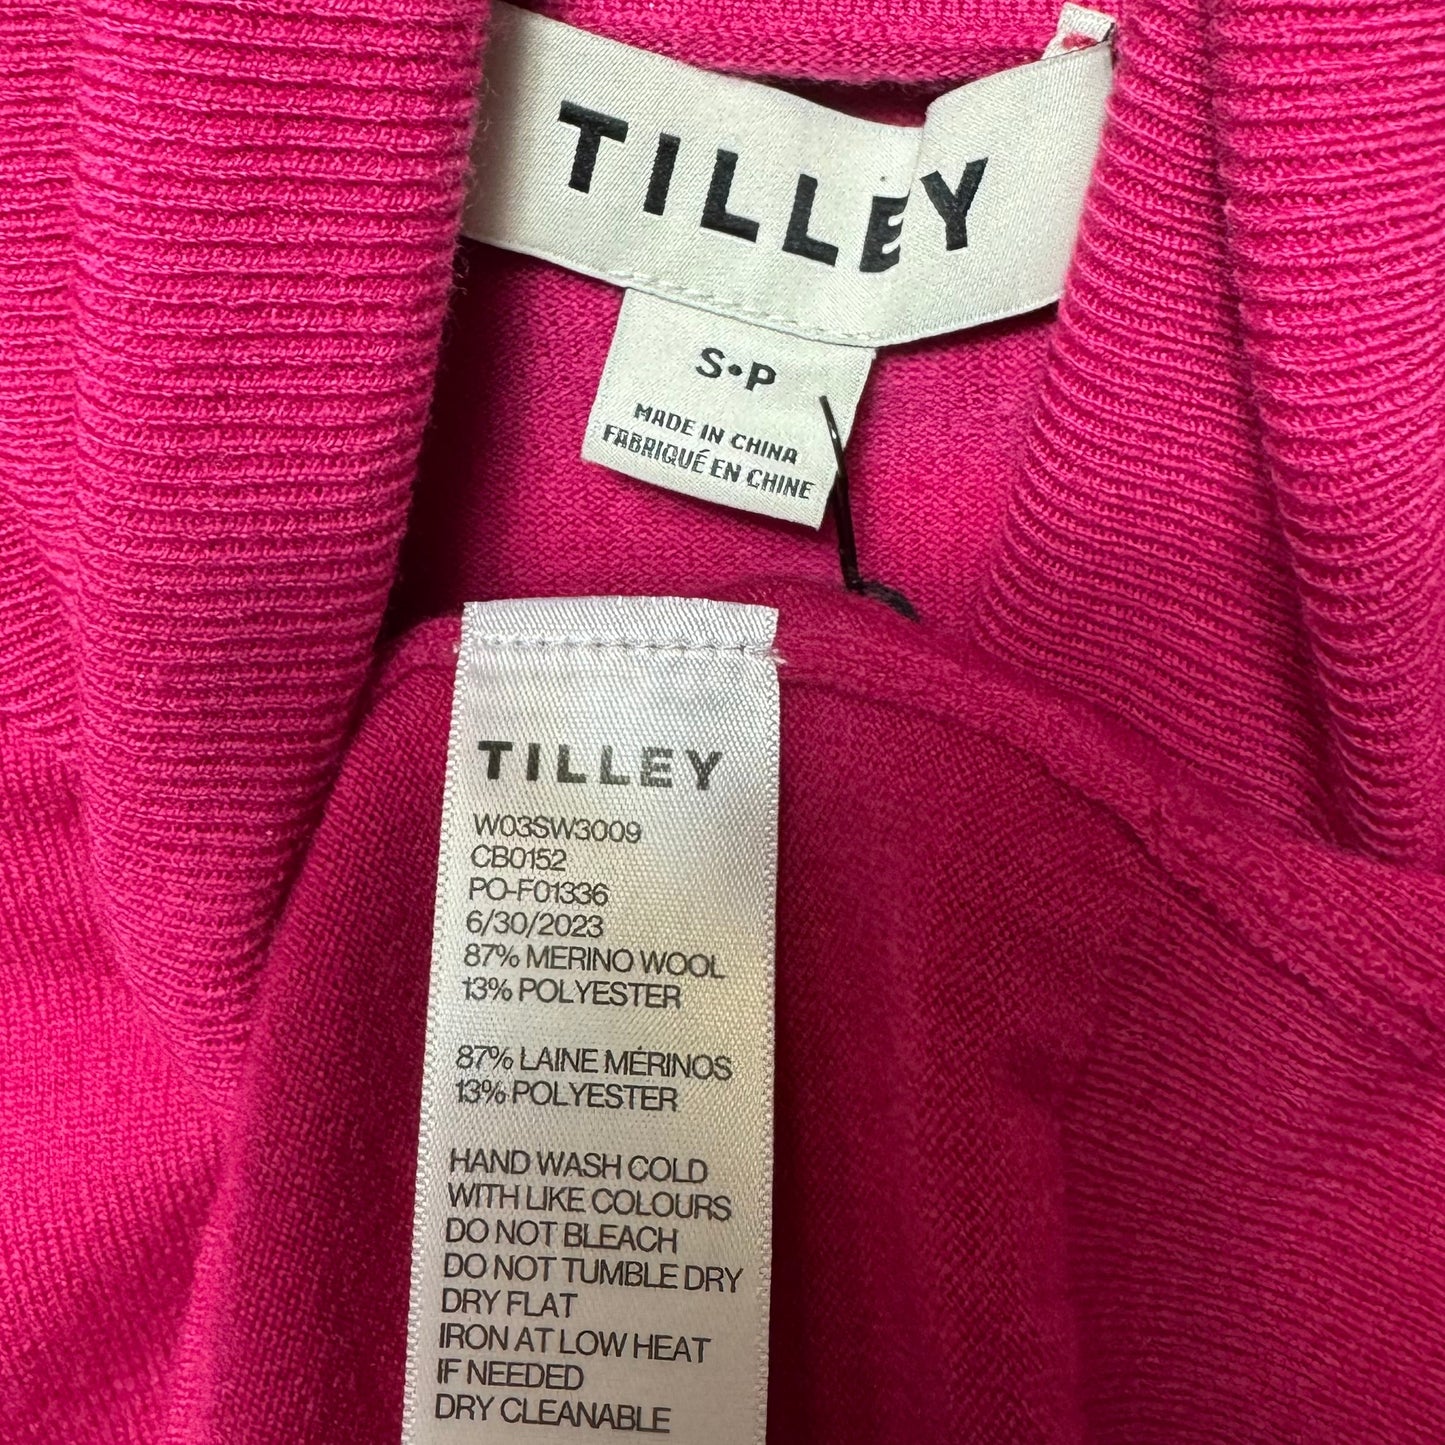 TILLEY
S•P
MADE IN CHINA
FABRIQUÉ EN CHINE
TILLEY
W03SW3009
CB0152
PO-F01336
6/30/2023
87% MERINO WOOL
13% POLYESTER
87% LAINE MÉRINOS
13% POLYESTER
HAND WASH COLD
WITH LIKE COLOURS
DO NOT BLEACH
DO NOT TUMBLE DRY
DRY FLAT
IRON AT LOW HEAT
IF NEEDED
DRY CLEANABLE